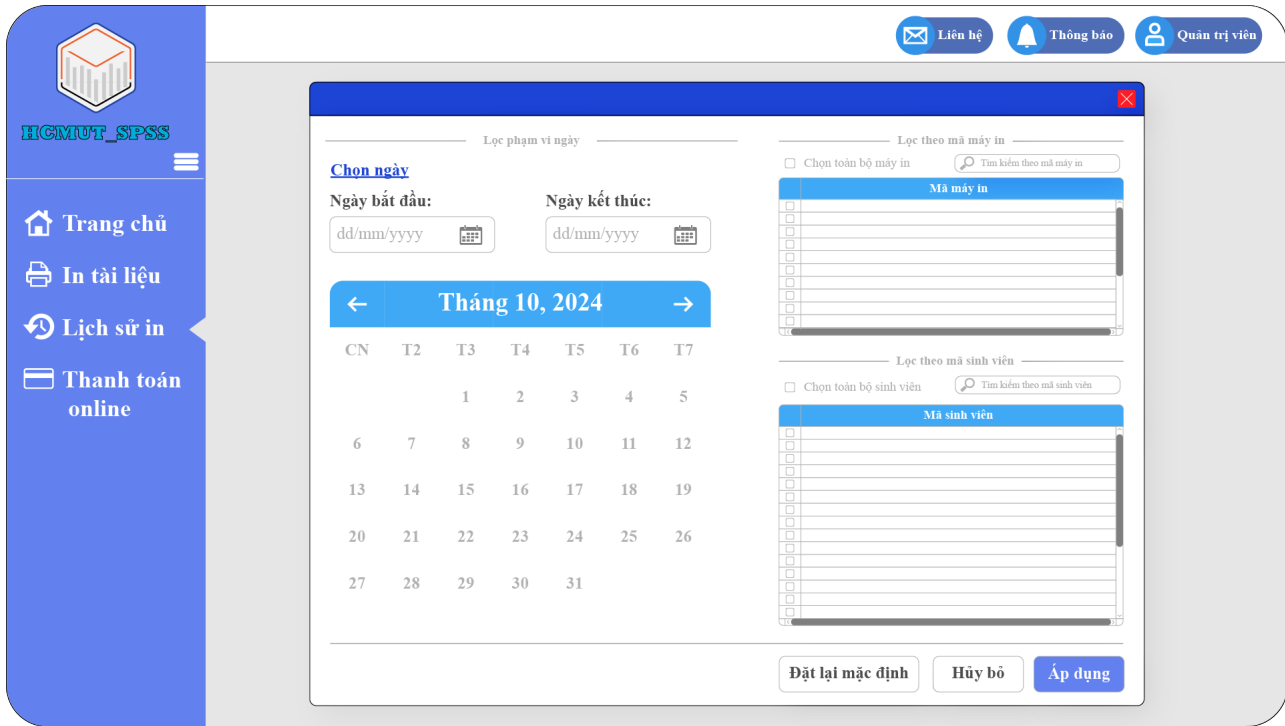 HCMUT_SPSS
Trang chủ
In tài liệu
Lịch sử in
Thanh toán
online
Liên hệ
Thông báo
Quản trị viên
Lọc phạm vi ngày
Chọn ngày
Ngày bắt đầu: Ngày kết thúc:
dd/mm/yyyy dd/mm/yyyy
Tháng 10, 2024
CN T2 T3 T4 T5 T6 T7
1 2 3 4 5
6 7 8 9 10 11 12
13 14 15 16 17 18 19
20 21 22 23 24 25 26
27 28 29 30 31
Lọc theo mã máy in
Chọn toàn bộ máy in Tìm kiếm theo mã máy in
Mã máy in
Lọc theo mã sinh viên
Chọn toàn bộ sinh viên Tìm kiếm theo mã sinh viên
Mã sinh viên
Đặt lại mặc định Hủy bỏ Áp dụng